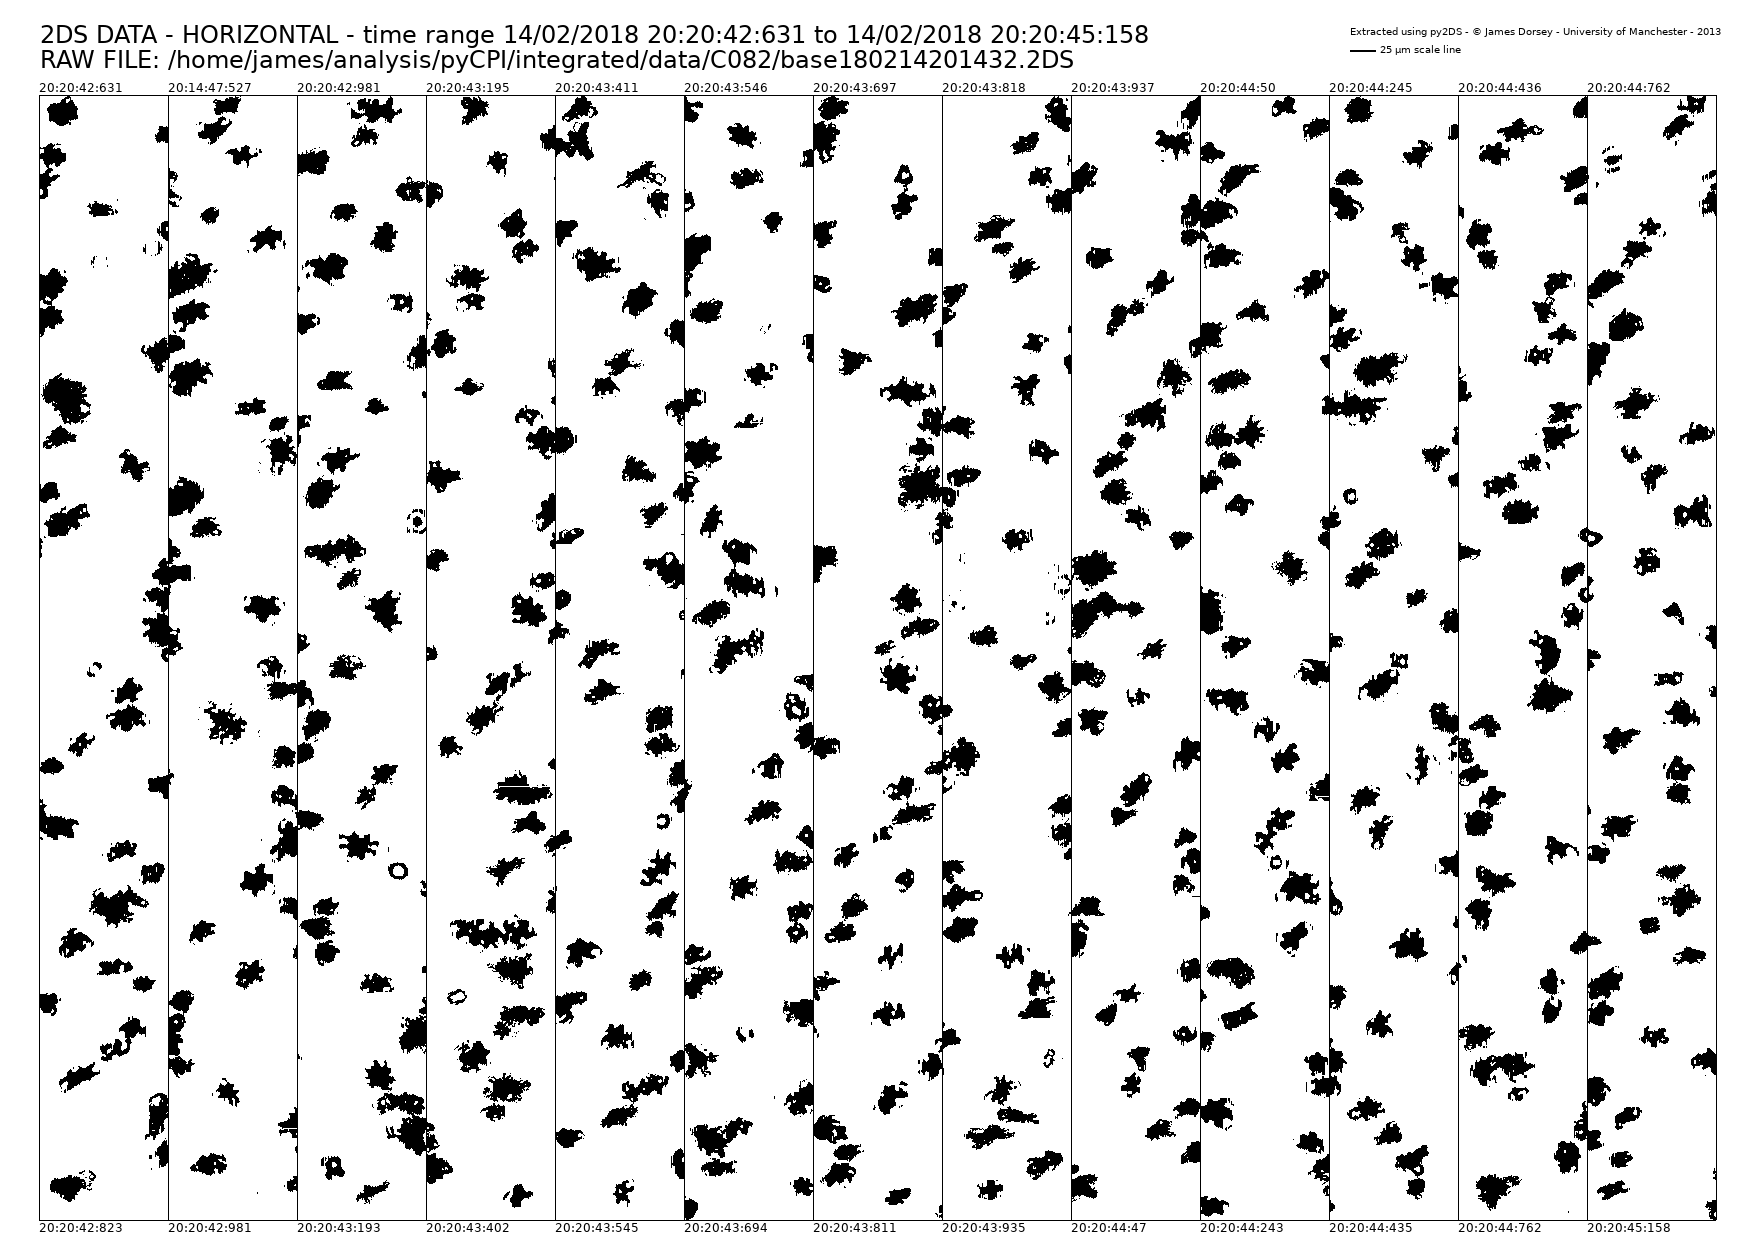 2DS DATA - HORIZONTAL - time range 14/02/2018 20:20:42:631 to 14/02/2018 20:20:45:158
RAW FILE: /home/james/analysis/pyCPI/integrated/data/C082/base180214201432.2DS
Extracted using py2DS - © James Dorsey - University of Manchester - 2013
25 µm scale line
20:20:42:631 20:14:47:527 20:20:42:981 20:20:43:195 20:20:43:411 20:20:43:546 20:20:43:697 20:20:43:818 20:20:43:937 20:20:44:50 20:20:44:245 20:20:44:436 20:20:44:762
20:20:42:823 20:20:42:981 20:20:43:193 20:20:43:402 20:20:43:545 20:20:43:694 20:20:43:811 20:20:43:935 20:20:44:47 20:20:44:243 20:20:44:435 20:20:44:762 20:20:45:158